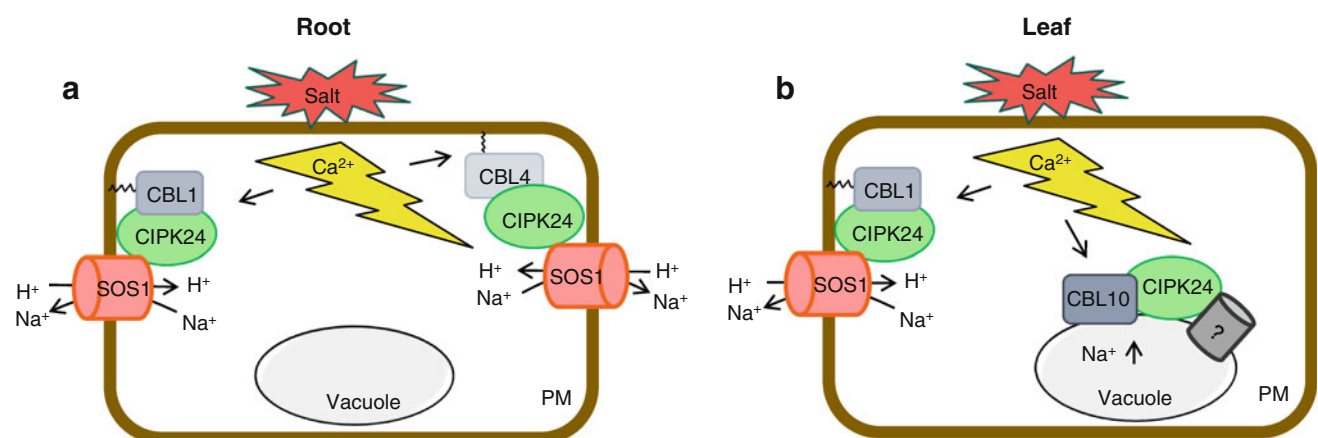 Root
Leaf
a
Salt
Ca²⁺
CBL1
CIPK24
CBL4
CIPK24
SOS1
H⁺
H⁺
Na⁺
Na⁺
SOS1
H⁺
H⁺
Na⁺
Na⁺
Vacuole
PM
b
Salt
Ca²⁺
CBL1
CIPK24
SOS1
H⁺
H⁺
Na⁺
Na⁺
CBL10
CIPK24
?
Na⁺
Vacuole
PM